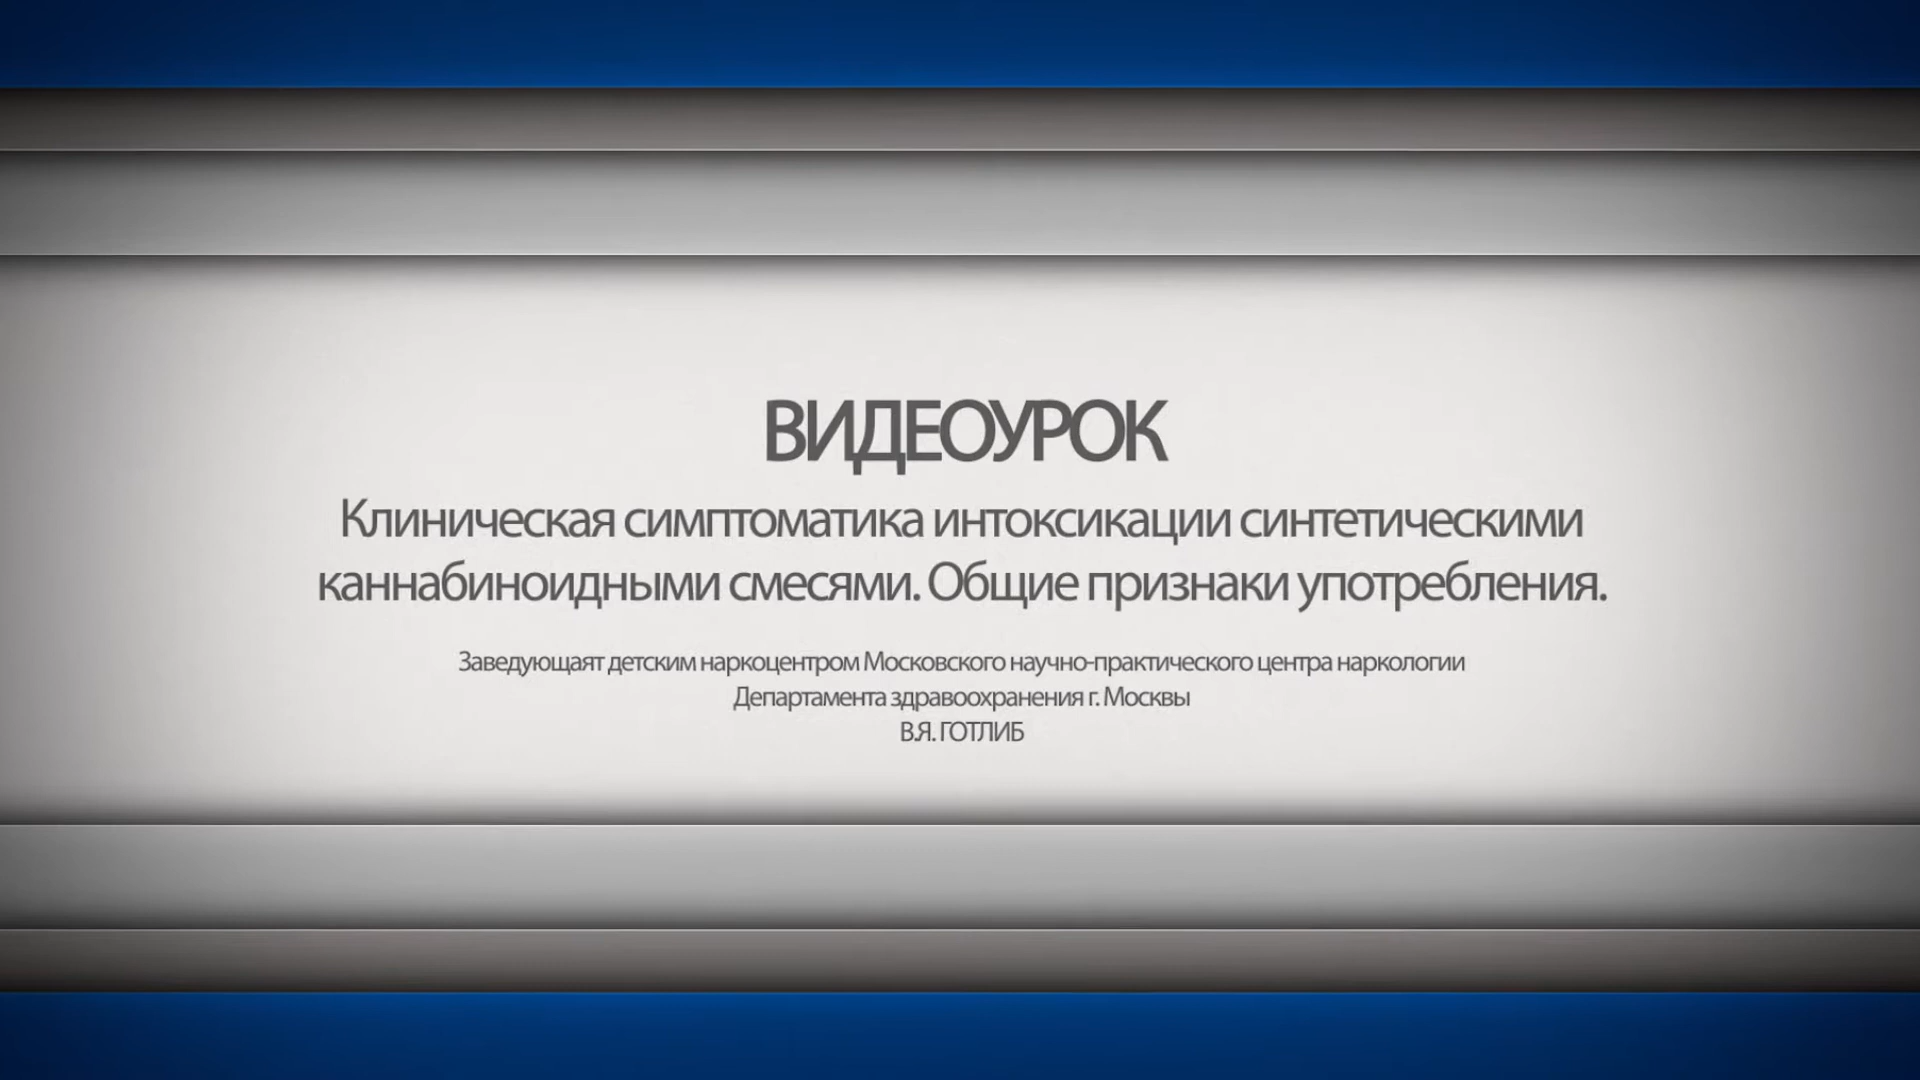 ВИДЕОУРОК
Клиническая симптоматика интоксикации синтетическими
каннабиноидными смесями. Общие признаки употребления.
Заведующаят детским наркоцентром Московского научно-практического центра наркологии
Департамента здравоохранения г. Москвы
В.Я. ГОТЛИБ